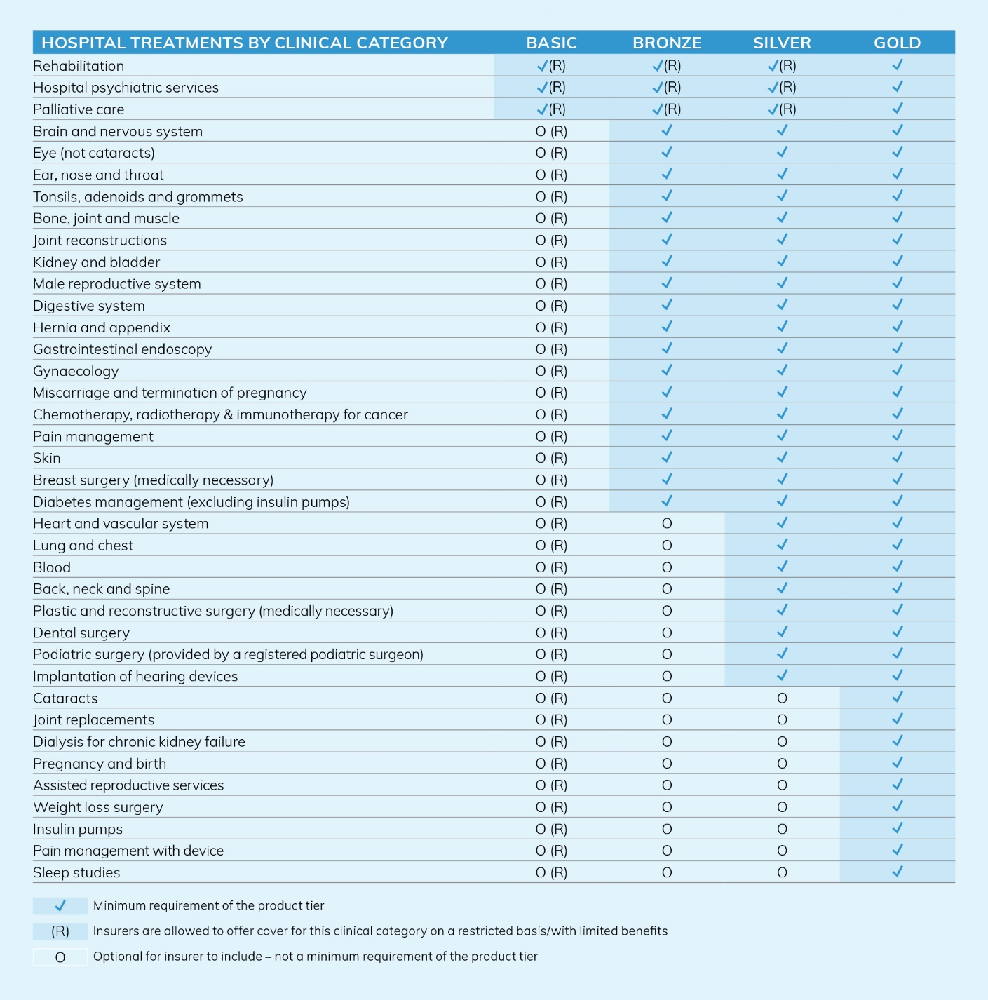 HOSPITAL TREATMENTS BY CLINICAL CATEGORY BASIC BRONZE SILVER GOLD
Rehabilitation ✓(R) ✓(R) ✓(R) ✓
Hospital psychiatric services ✓(R) ✓(R) ✓(R) ✓
Palliative care ✓(R) ✓(R) ✓(R) ✓
Brain and nervous system O (R) ✓ ✓ ✓
Eye (not cataracts) O (R) ✓ ✓ ✓
Ear, nose and throat O (R) ✓ ✓ ✓
Tonsils, adenoids and grommets O (R) ✓ ✓ ✓
Bone, joint and muscle O (R) ✓ ✓ ✓
Joint reconstructions O (R) ✓ ✓ ✓
Kidney and bladder O (R) ✓ ✓ ✓
Male reproductive system O (R) ✓ ✓ ✓
Digestive system O (R) ✓ ✓ ✓
Hernia and appendix O (R) ✓ ✓ ✓
Gastrointestinal endoscopy O (R) ✓ ✓ ✓
Gynaecology O (R) ✓ ✓ ✓
Miscarriage and termination of pregnancy O (R) ✓ ✓ ✓
Chemotherapy, radiotherapy & immunotherapy for cancer O (R) ✓ ✓ ✓
Pain management O (R) ✓ ✓ ✓
Skin O (R) ✓ ✓ ✓
Breast surgery (medically necessary) O (R) ✓ ✓ ✓
Diabetes management (excluding insulin pumps) O (R) ✓ ✓ ✓
Heart and vascular system O (R) O ✓ ✓
Lung and chest O (R) O ✓ ✓
Blood O (R) O ✓ ✓
Back, neck and spine O (R) O ✓ ✓
Plastic and reconstructive surgery (medically necessary) O (R) O ✓ ✓
Dental surgery O (R) O ✓ ✓
Podiatric surgery (provided by a registered podiatric surgeon) O (R) O ✓ ✓
Implantation of hearing devices O (R) O ✓ ✓
Cataracts O (R) O O ✓
Joint replacements O (R) O O ✓
Dialysis for chronic kidney failure O (R) O O ✓
Pregnancy and birth O (R) O O ✓
Assisted reproductive services O (R) O O ✓
Weight loss surgery O (R) O O ✓
Insulin pumps O (R) O O ✓
Pain management with device O (R) O O ✓
Sleep studies O (R) O O ✓
✓ Minimum requirement of the product tier
(R) Insurers are allowed to offer cover for this clinical category on a restricted basis/with limited benefits
O Optional for insurer to include – not a minimum requirement of the product tier